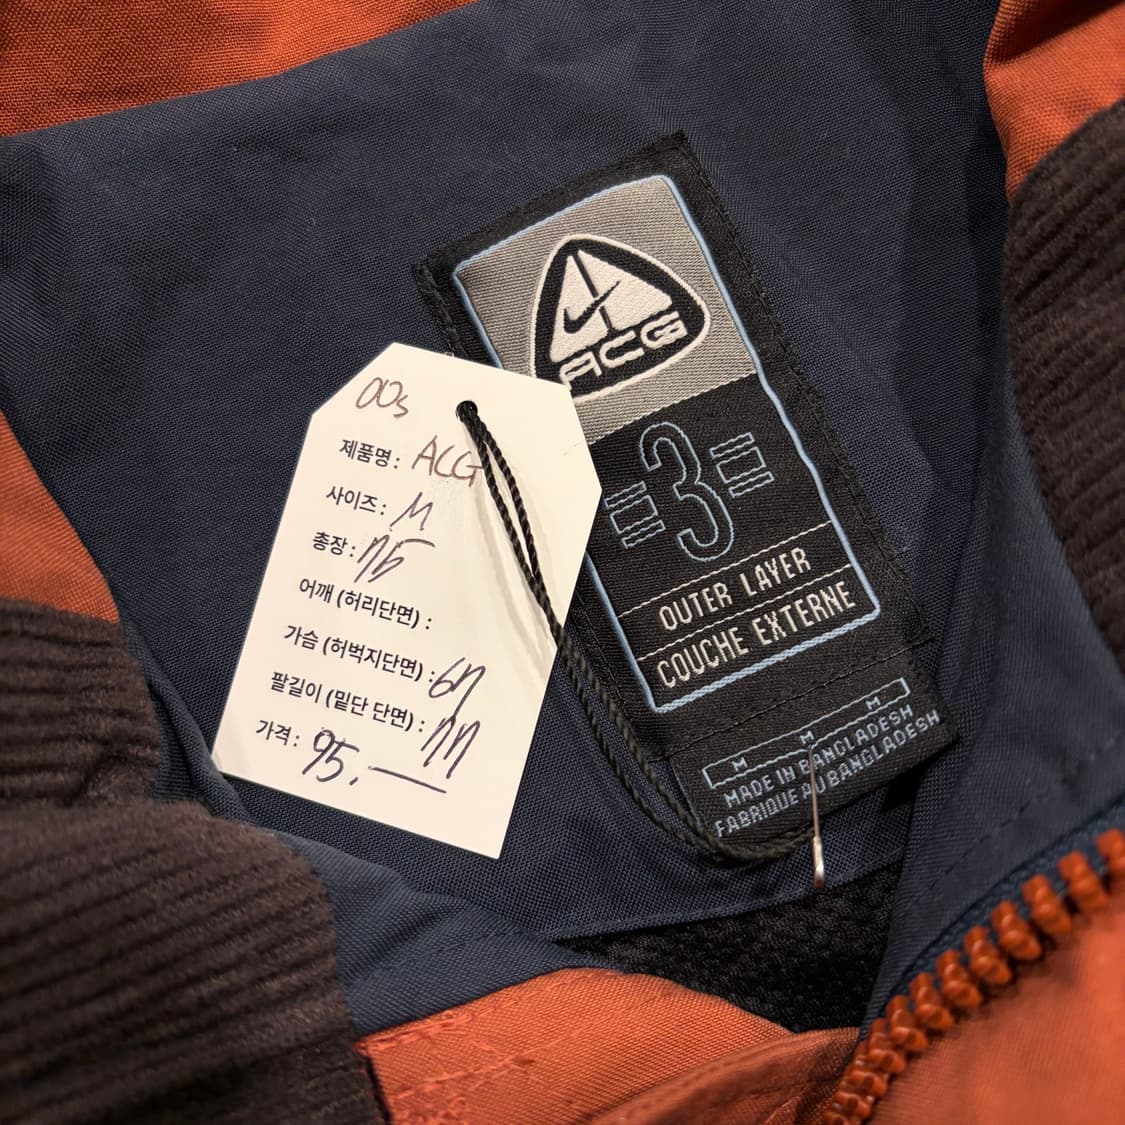 00s
제품명: ACG
사이즈: M
총장: 75
어깨 (허리단면) :
가슴 (허벅지단면) : 67
팔길이 (밑단 단면) : 77
가격: 95.
ACG
3
OUTER LAYER
COUCHE EXTERNE
M M M
MADE IN BANGLADESH
FABRIQUE AU BANGLADESH